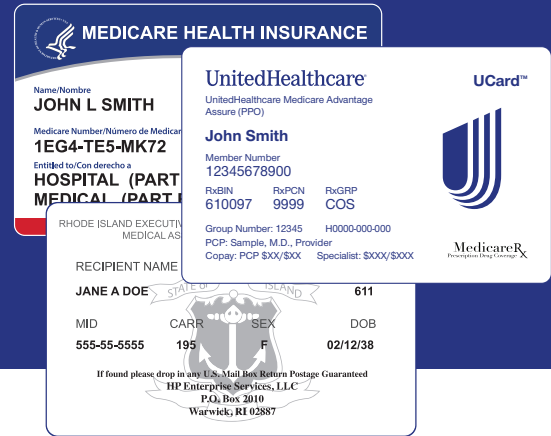 MEDICARE HEALTH INSURANCE
Name/Nombre
JOHN L SMITH
Medicare Number/Número de Medicar
1EG4-TE5-MK72
Entitled to/Con derecho a
HOSPITAL (PART
MEDICAL (PART
UnitedHealthcare®
UCard™
UnitedHealthcare Medicare Advantage
Assure (PPO)
John Smith
Member Number
12345678900
RxBIN RxPCN RxGRP
610097 9999 COS
Group Number: 12345 H0000-000-000
PCP: Sample, M.D., Provider
Copay: PCP $XX/$XX Specialist: $XXX/$XXX
MedicareRx
Prescription Drug Coverage
RHODE ISLAND EXECUTIV
MEDICAL AS
RECIPIENT NAME
JANE A DOE STATE OF ISLAND 611
MID CARR SEX DOB
555-55-5555 195 F 02/12/38
If found please drop in any U.S. Mail Box Return Postage Guaranteed
HP Enterprise Services, LLC
P.O. Box 2010
Warwick, RI 02887